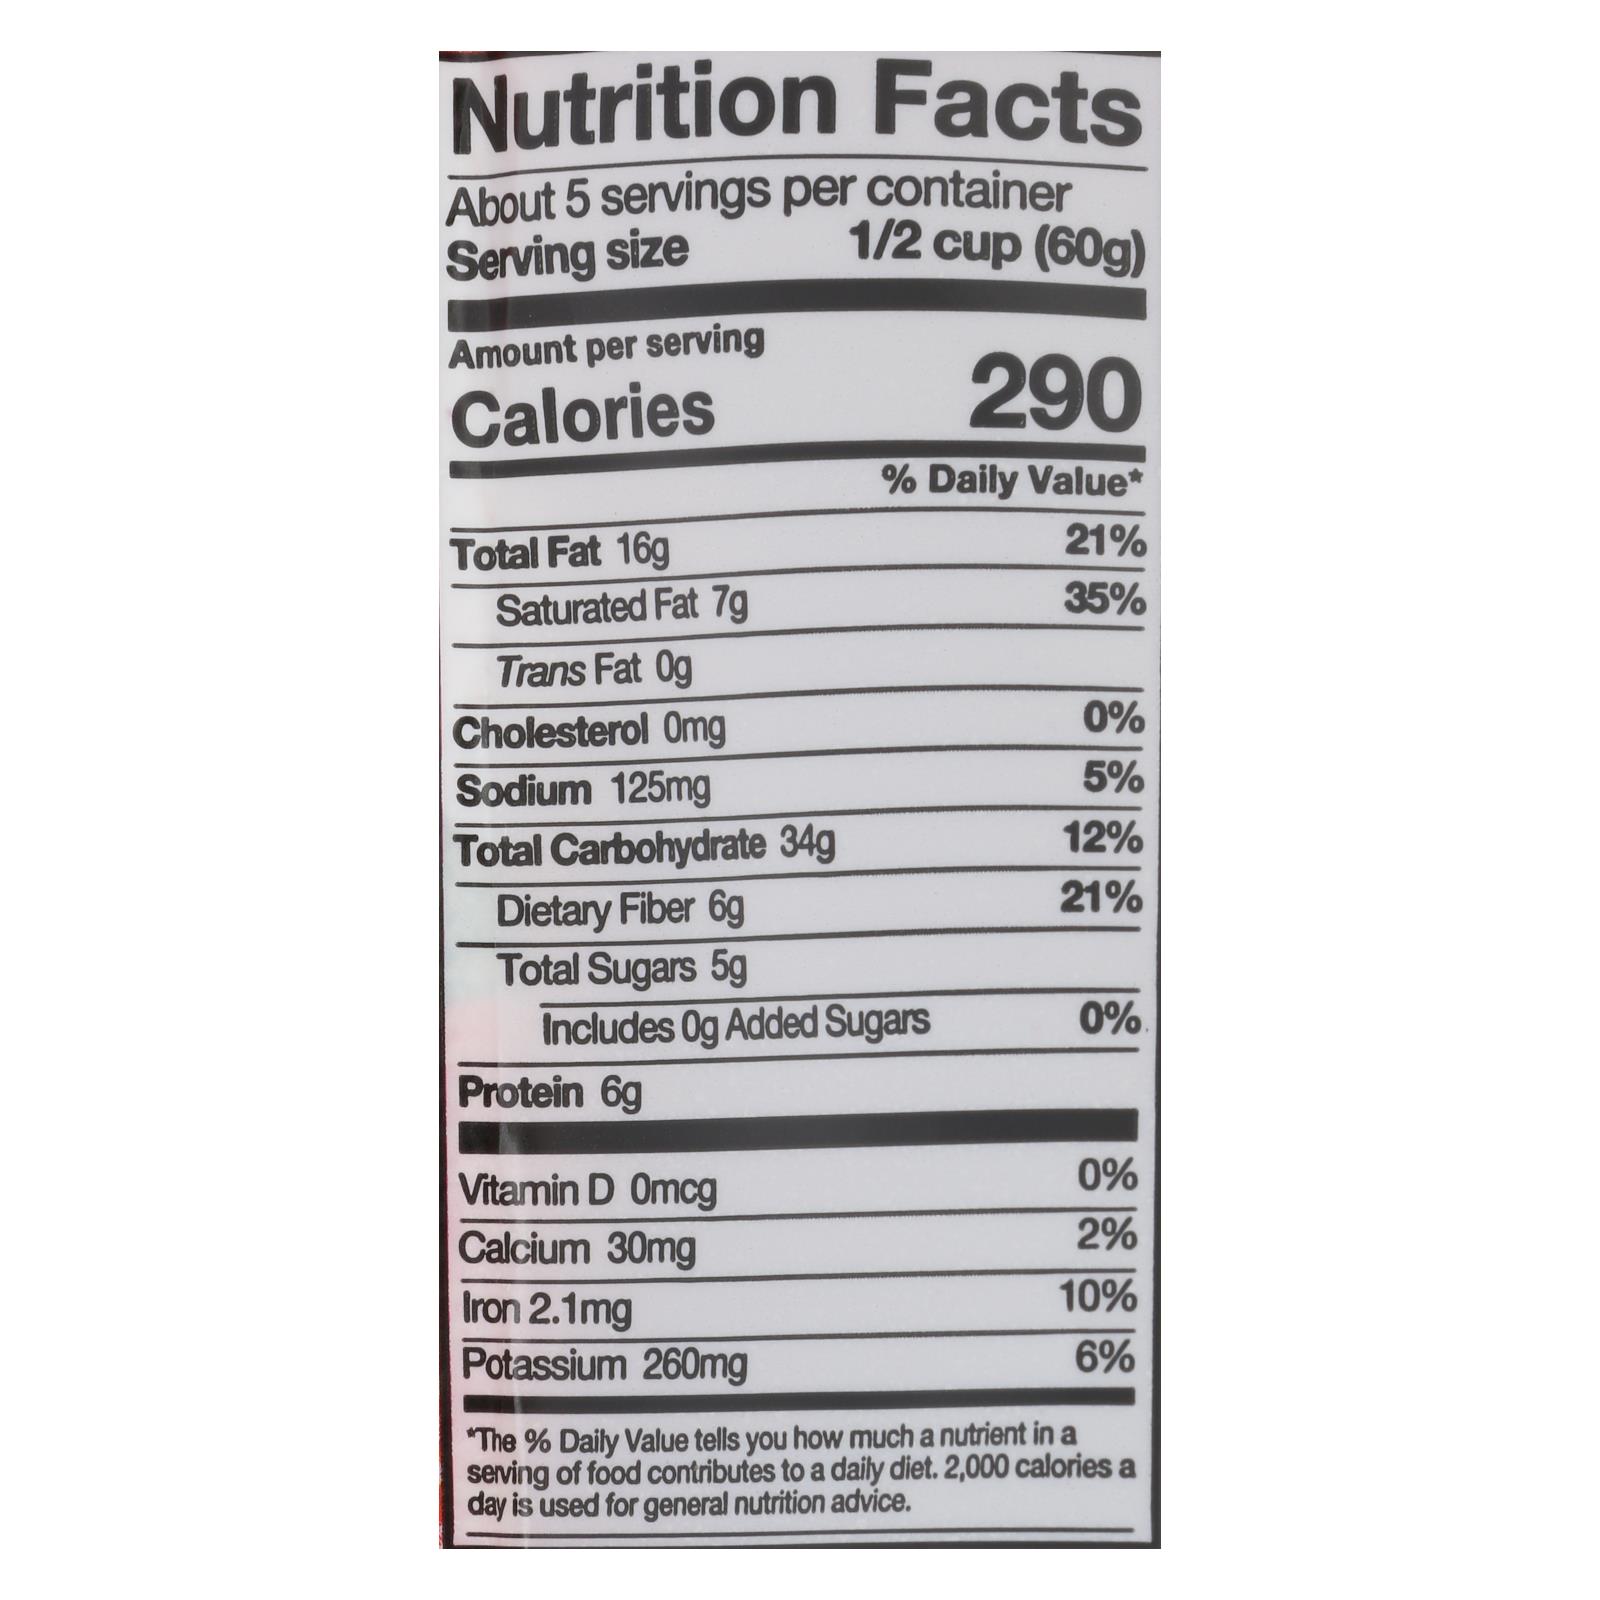 Nutrition Facts
About 5 servings per container
Serving size 1/2 cup (60g)
Amount per serving
Calories 290
% Daily Value*
Total Fat 16g 21%
Saturated Fat 7g 35%
Trans Fat 0g
Cholesterol 0mg 0%
Sodium 125mg 5%
Total Carbohydrate 34g 12%
Dietary Fiber 6g 21%
Total Sugars 5g
Includes 0g Added Sugars 0%
Protein 6g
Vitamin D 0mcg 0%
Calcium 30mg 2%
Iron 2.1mg 10%
Potassium 260mg 6%
*The % Daily Value tells you how much a nutrient in a
serving of food contributes to a daily diet. 2,000 calories a
day is used for general nutrition advice.